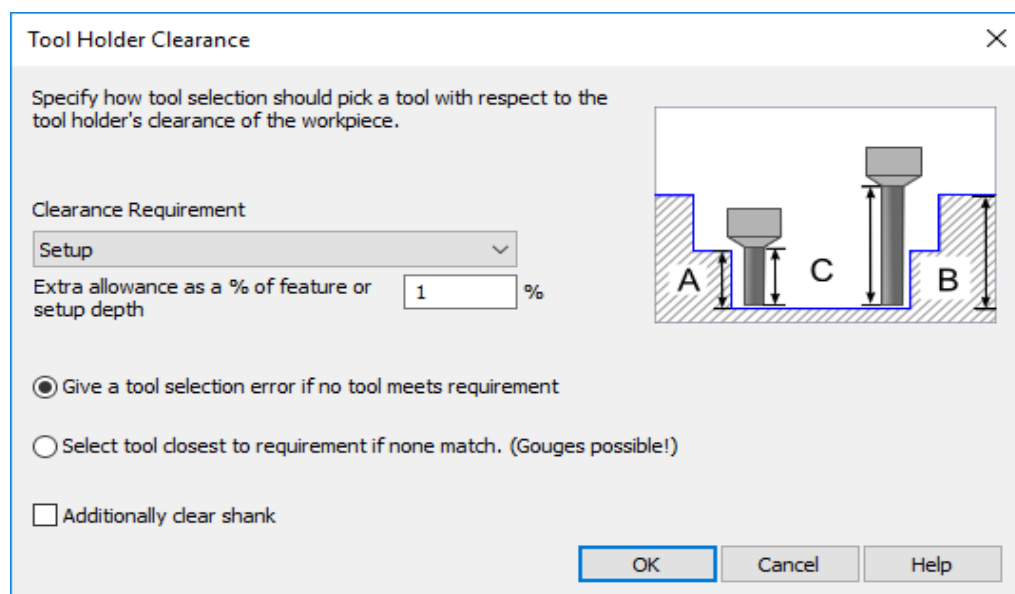 Tool Holder Clearance
Specify how tool selection should pick a tool with respect to the
tool holder's clearance of the workpiece.
Clearance Requirement
Setup
Extra allowance as a % of feature or
setup depth
1 %
A C B
Give a tool selection error if no tool meets requirement
Select tool closest to requirement if none match. (Gouges possible!)
Additionally clear shank
OK Cancel Help